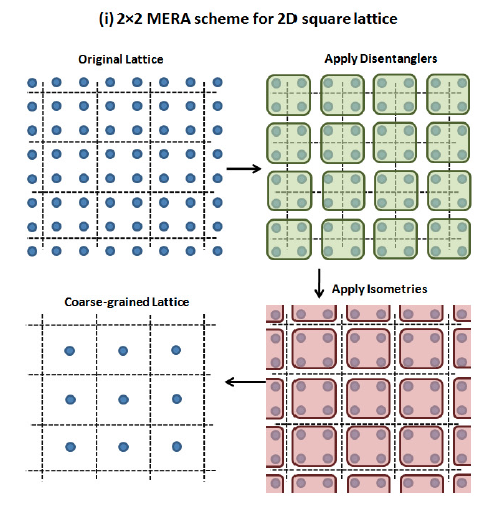 (i) 2×2 MERA scheme for 2D square lattice
Original Lattice
Apply Disentanglers
Apply Isometries
Coarse-grained Lattice